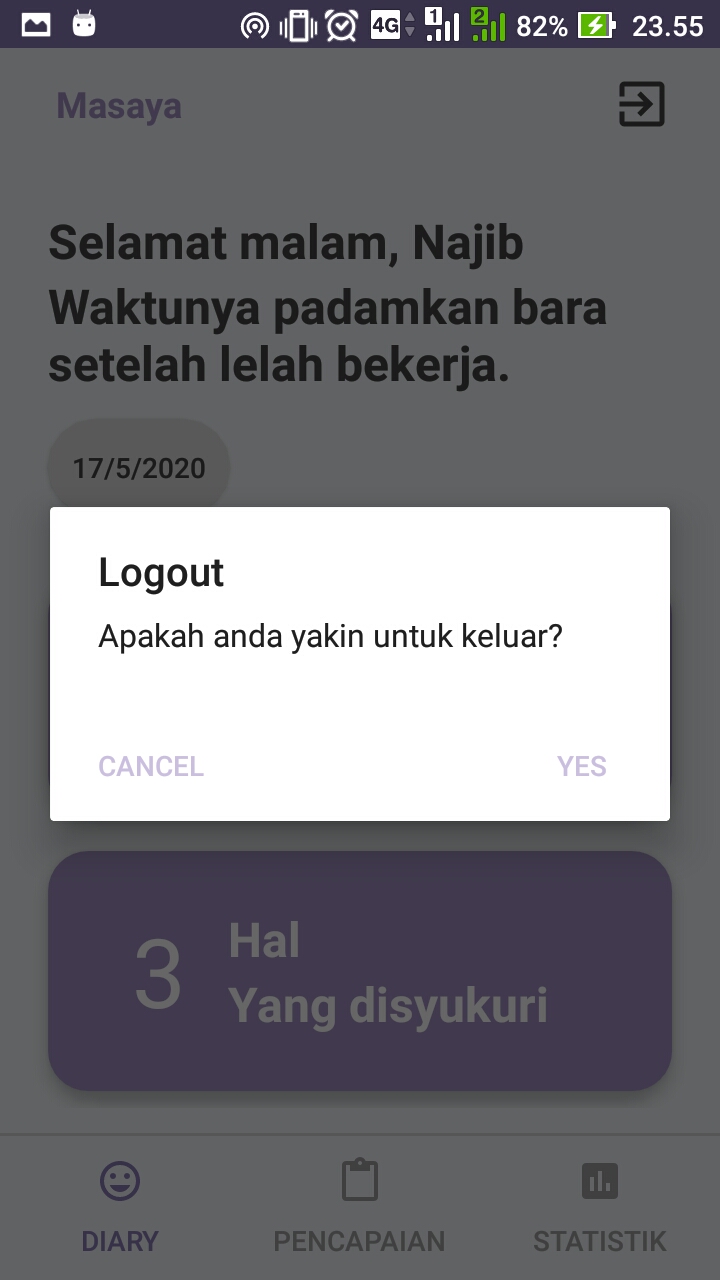 4G 1 2 82% 23.55
Masaya
Selamat malam, Najib
Waktunya padamkan bara
setelah lelah bekerja.
17/5/2020
Logout
Apakah anda yakin untuk keluar?
CANCEL YES
3
Hal
Yang disyukuri
DIARY PENCAPAIAN STATISTIK